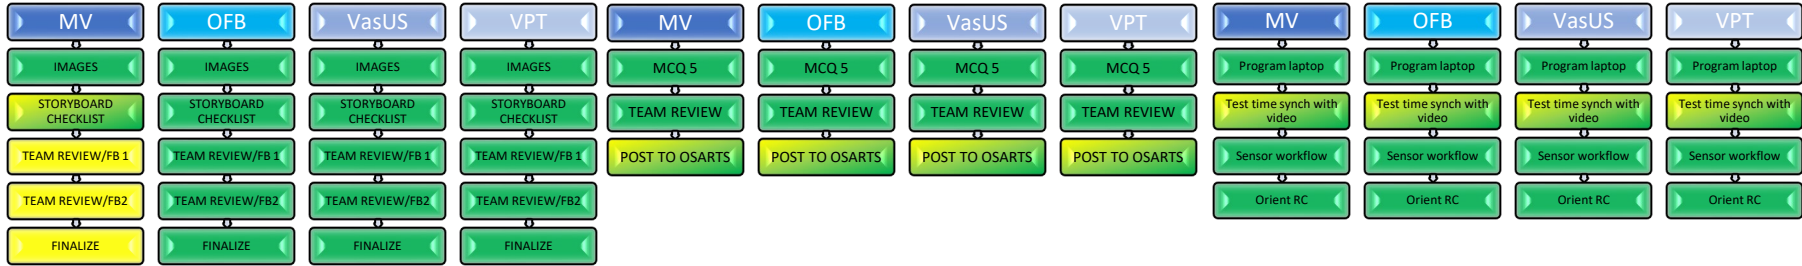 MV
IMAGES
STORYBOARD
CHECKLIST
TEAM REVIEW/FB 1
TEAM REVIEW/FB2
FINALIZE
OFB
IMAGES
STORYBOARD
CHECKLIST
TEAM REVIEW/FB 1
TEAM REVIEW/FB2
FINALIZE
VasUS
IMAGES
STORYBOARD
CHECKLIST
TEAM REVIEW/FB 1
TEAM REVIEW/FB2
FINALIZE
VPT
IMAGES
STORYBOARD
CHECKLIST
TEAM REVIEW/FB 1
TEAM REVIEW/FB2
FINALIZE
MV
MCQ 5
TEAM REVIEW
POST TO OSARTS
OFB
MCQ 5
TEAM REVIEW
POST TO OSARTS
VasUS
MCQ 5
TEAM REVIEW
POST TO OSARTS
VPT
MCQ 5
TEAM REVIEW
POST TO OSARTS
MV
Program laptop
Test time synch with
video
Sensor workflow
Orient RC
OFB
Program laptop
Test time synch with
video
Sensor workflow
Orient RC
VasUS
Program laptop
Test time synch with
video
Sensor workflow
Orient RC
VPT
Program laptop
Test time synch with
video
Sensor workflow
Orient RC